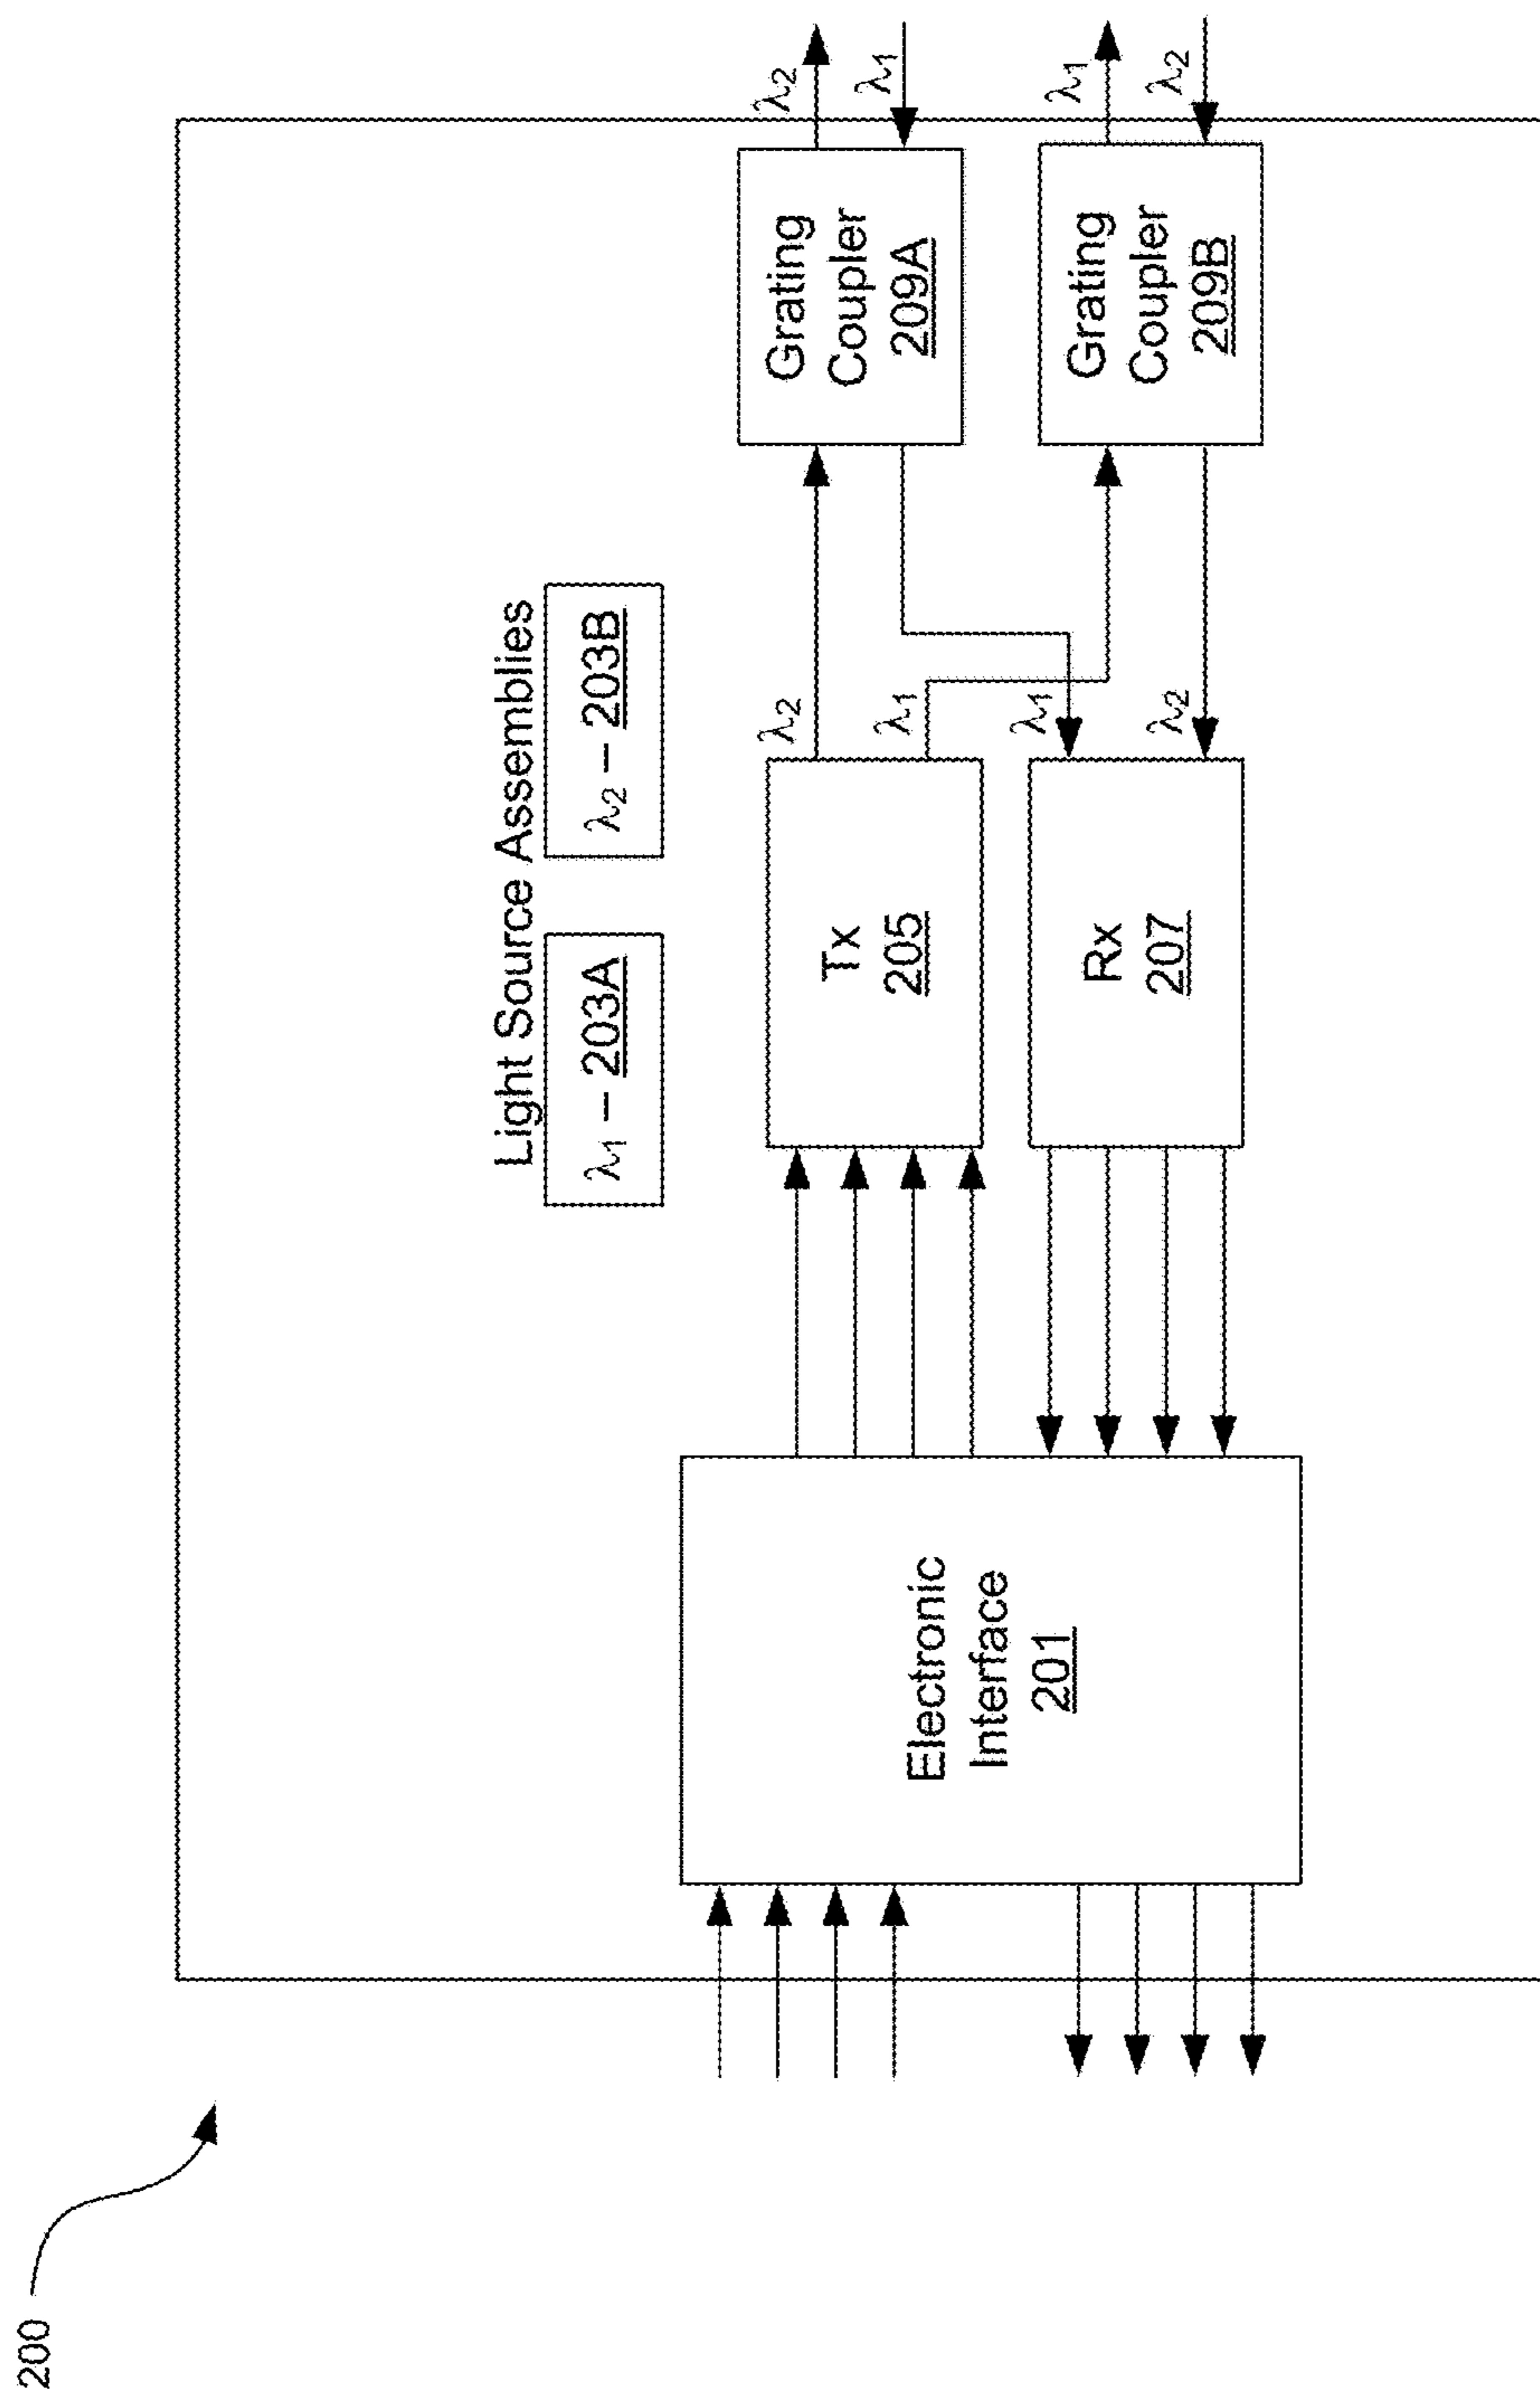 200
Light Source Assemblies
λ₁ – 203A
λ₂ – 203B
Electronic
Interface
201
Tx
205
Rx
207
λ₂
λ₁
λ₁
λ₂
Grating
Coupler
209A
Grating
Coupler
209B
λ₂
λ₁
λ₁
λ₂